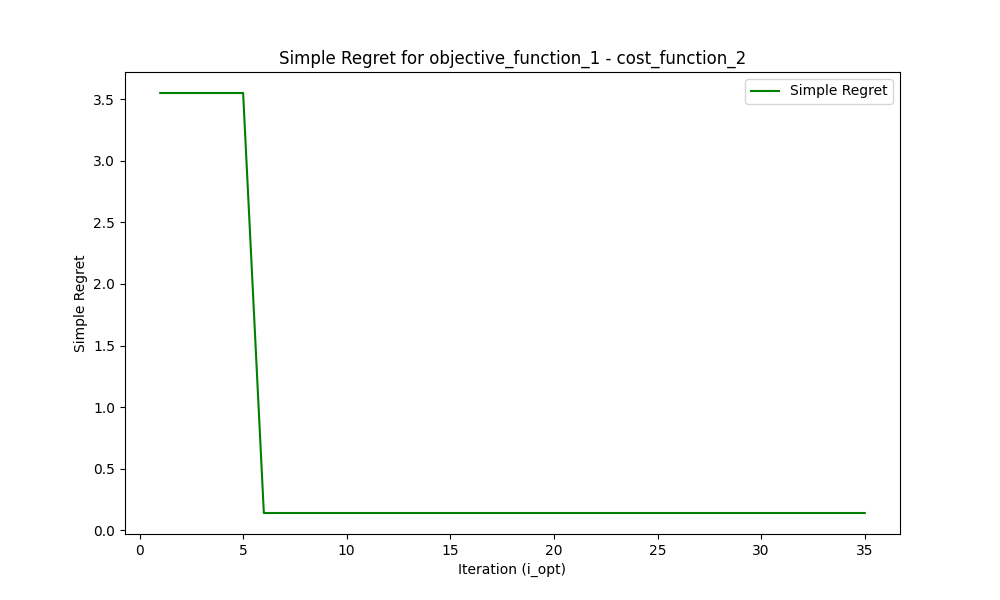 Simple Regret for objective_function_1 - cost_function_2
Simple Regret
3.5
3.0
2.5
2.0
1.5
1.0
0.5
0.0
Simple Regret
0 5 10 15 20 25 30 35
Iteration (i_opt)